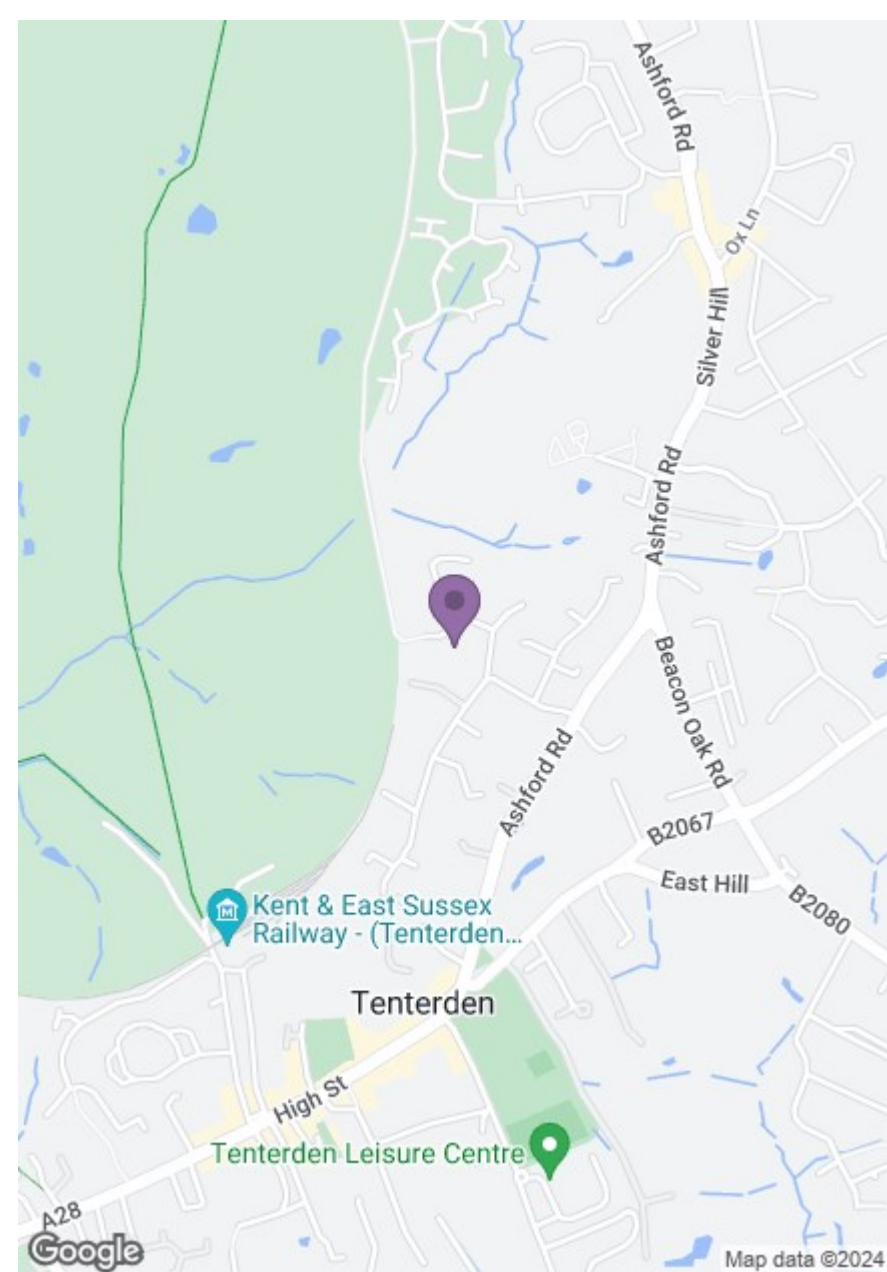 Ashford Rd
Ox Ln
Silver Hill
Ashford Rd
Beacon Oak Rd
Ashford Rd
B2067
East Hill
B2080
Kent & East Sussex
Railway - (Tenterden...
Tenterden
High St
Tenterden Leisure Centre
A28
Google
Map data ©2024